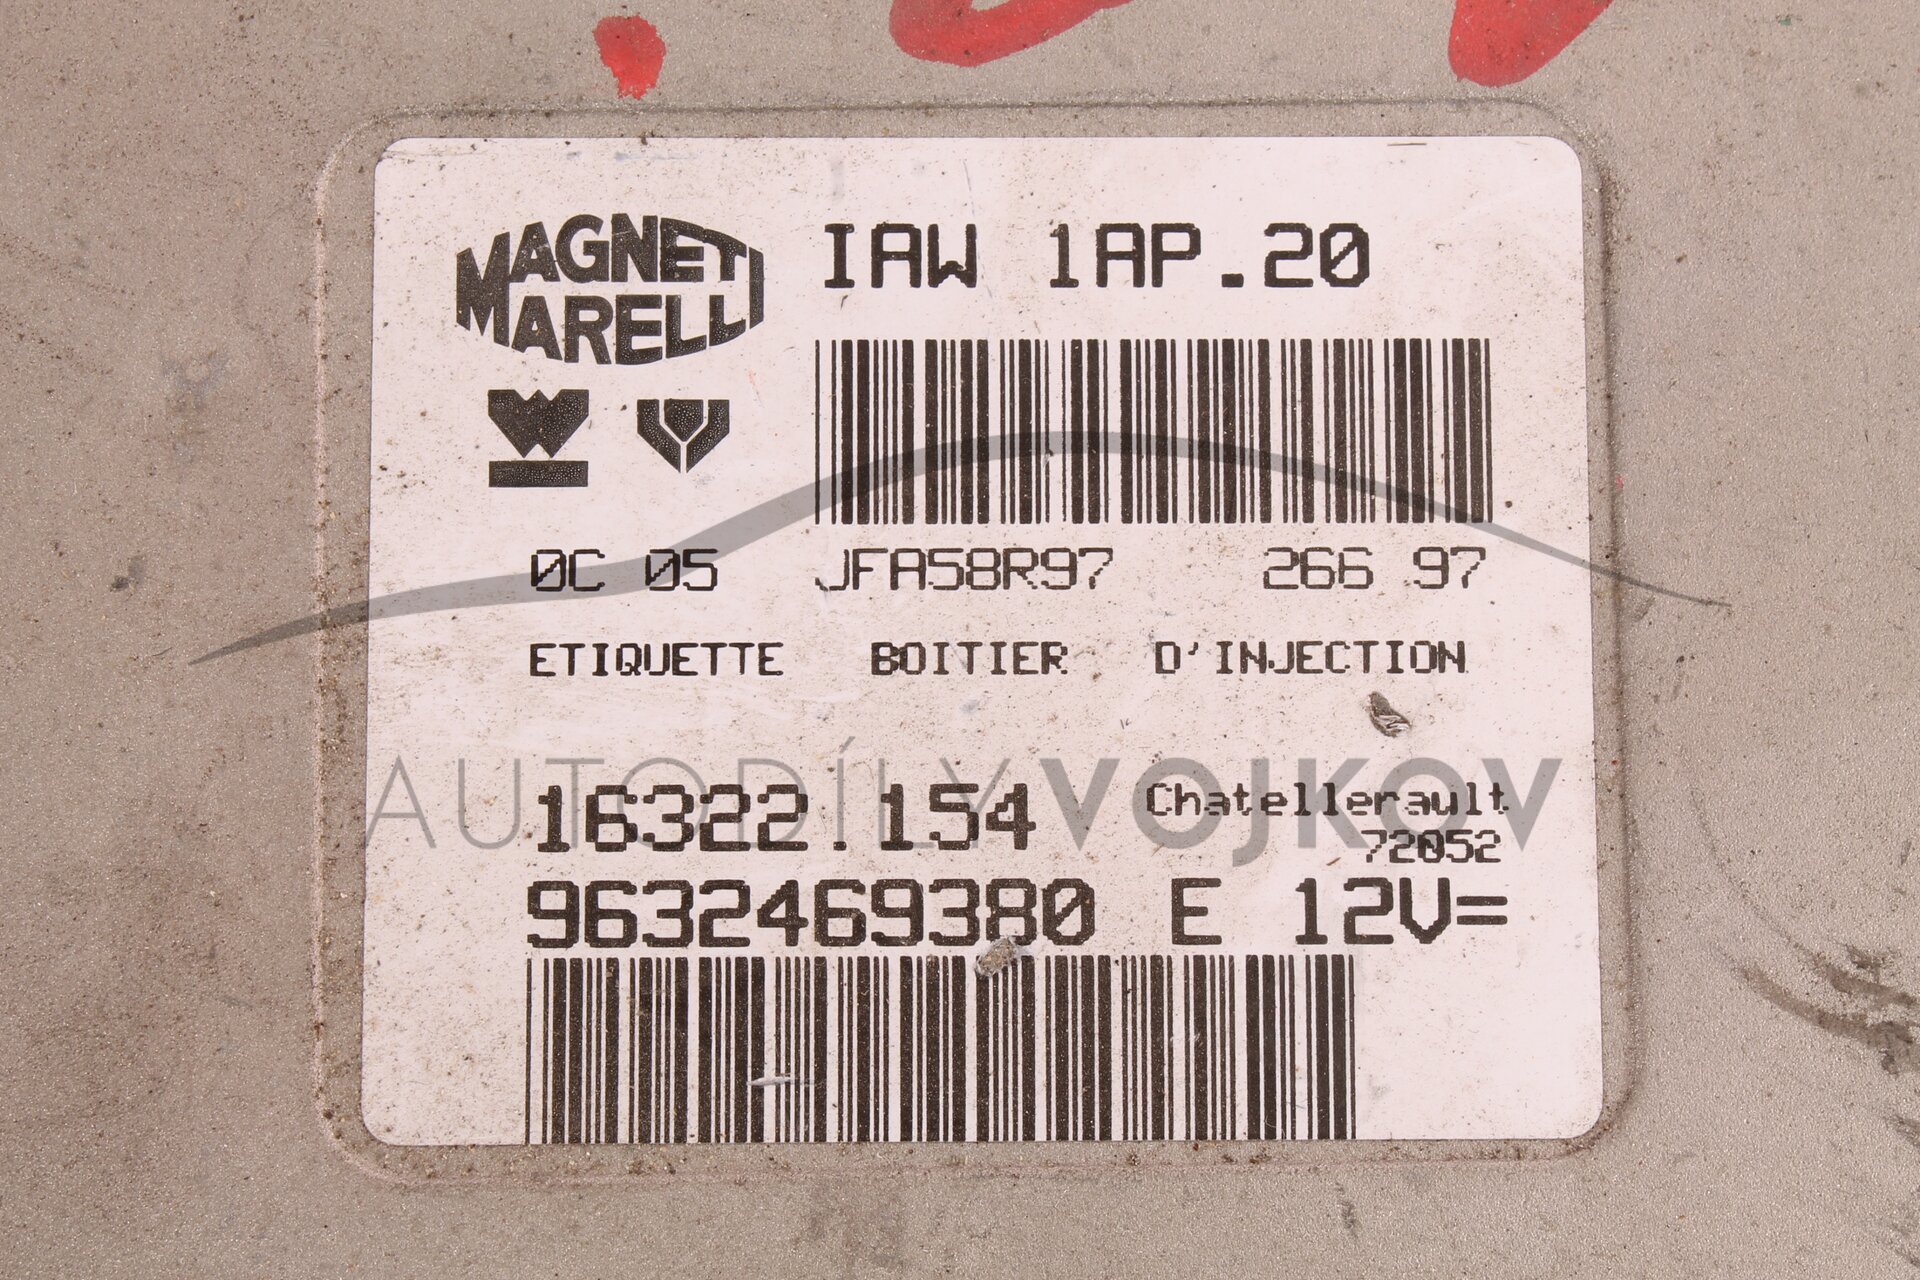 MAGNETI
MARELLI
IAW 1AP.20
0C 05 JFA58R97 266 97
ETIQUETTE BOITIER D'INJECTION
AUTODÍLY VOJKOV
16322.154 Chatellerault
72052
9632469380 E 12V=